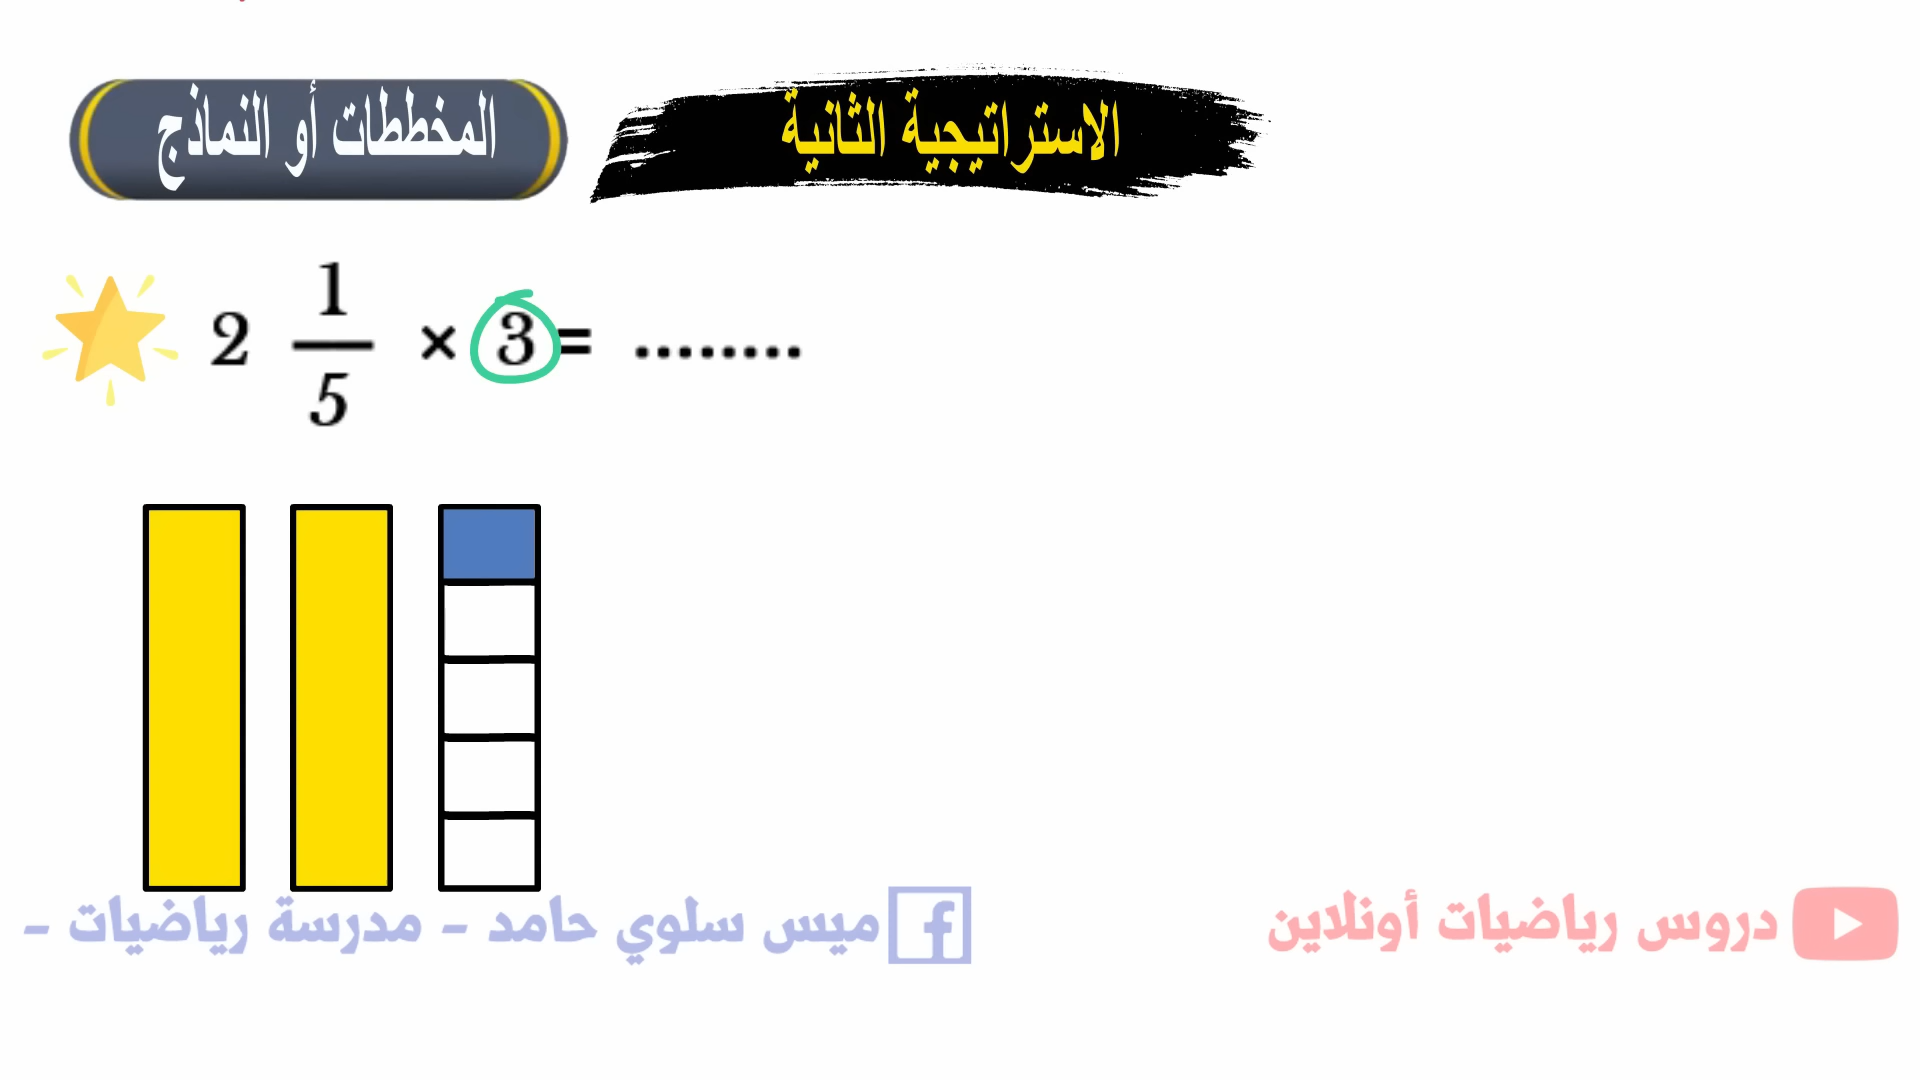 الاستراتيجية الثانية
المخططات أو النماذج
2 1/5 × 3 = ........
دروس رياضيات أونلاين
ميس سلوي حامد - مدرسة رياضيات -